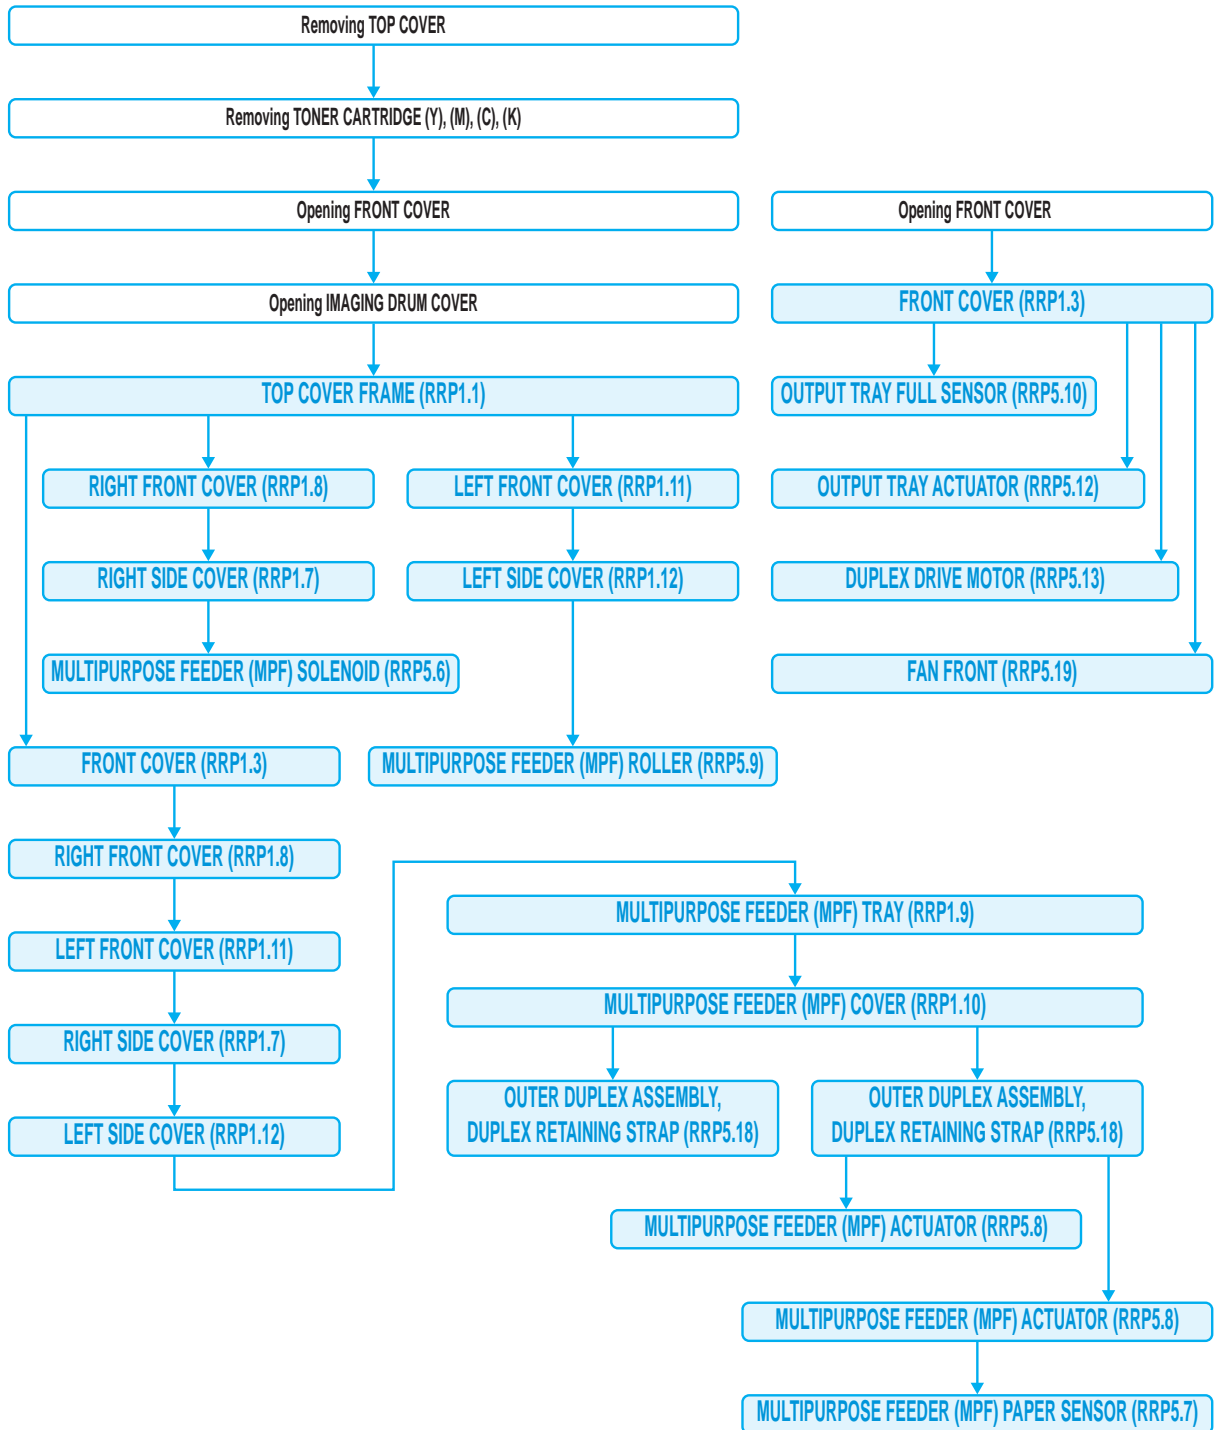 Removing TOP COVER
Removing TONER CARTRIDGE (Y), (M), (C), (K)
Opening FRONT COVER
Opening IMAGING DRUM COVER
TOP COVER FRAME (RRP1.1)
RIGHT FRONT COVER (RRP1.8)
RIGHT SIDE COVER (RRP1.7)
MULTIPURPOSE FEEDER (MPF) SOLENOID (RRP5.6)
LEFT FRONT COVER (RRP1.11)
LEFT SIDE COVER (RRP1.12)
MULTIPURPOSE FEEDER (MPF) ROLLER (RRP5.9)
Opening FRONT COVER
FRONT COVER (RRP1.3)
OUTPUT TRAY FULL SENSOR (RRP5.10)
OUTPUT TRAY ACTUATOR (RRP5.12)
DUPLEX DRIVE MOTOR (RRP5.13)
FAN FRONT (RRP5.19)
FRONT COVER (RRP1.3)
RIGHT FRONT COVER (RRP1.8)
LEFT FRONT COVER (RRP1.11)
RIGHT SIDE COVER (RRP1.7)
LEFT SIDE COVER (RRP1.12)
MULTIPURPOSE FEEDER (MPF) TRAY (RRP1.9)
MULTIPURPOSE FEEDER (MPF) COVER (RRP1.10)
OUTER DUPLEX ASSEMBLY,
DUPLEX RETAINING STRAP (RRP5.18)
OUTER DUPLEX ASSEMBLY,
DUPLEX RETAINING STRAP (RRP5.18)
MULTIPURPOSE FEEDER (MPF) ACTUATOR (RRP5.8)
MULTIPURPOSE FEEDER (MPF) ACTUATOR (RRP5.8)
MULTIPURPOSE FEEDER (MPF) PAPER SENSOR (RRP5.7)